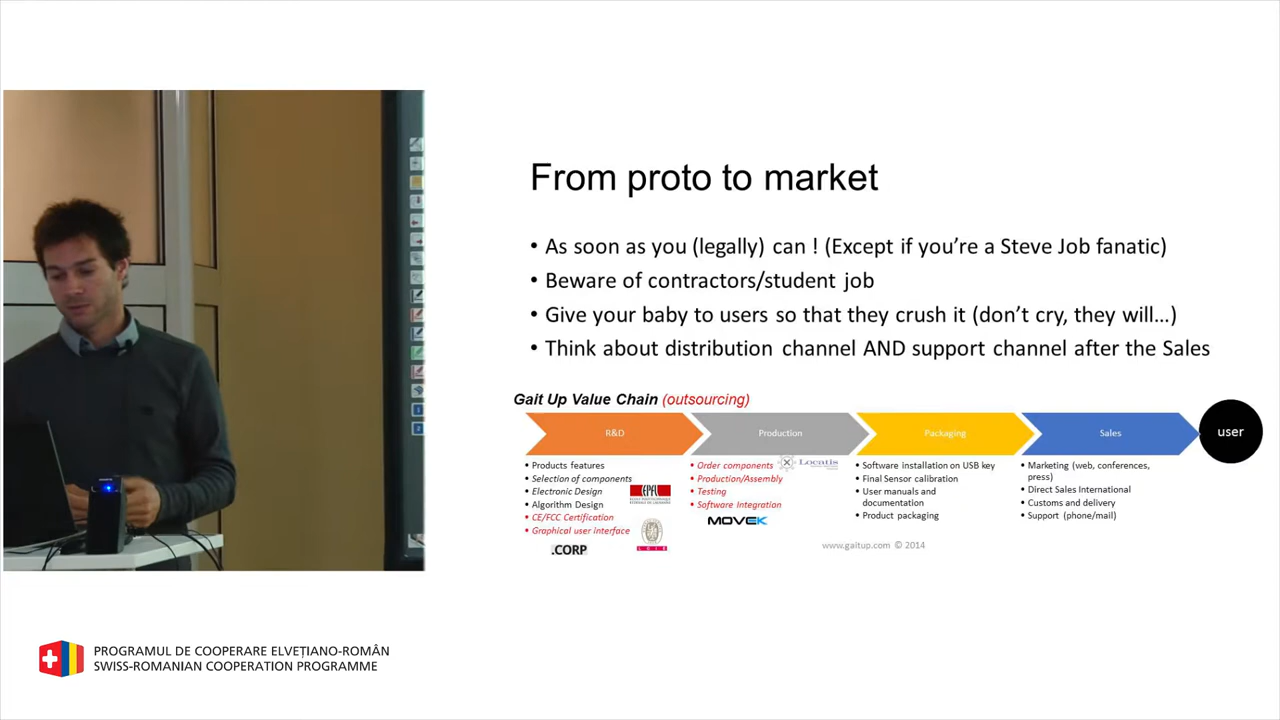 From proto to market
• As soon as you (legally) can ! (Except if you're a Steve Job fanatic)
• Beware of contractors/student job
• Give your baby to users so that they crush it (don't cry, they will...)
• Think about distribution channel AND support channel after the Sales
Gait Up Value Chain (outsourcing)
R&D
• Products features
• Selection of components
• Electronic Design
• Algorithm Design
• CE/FCC Certification
• Graphical user interface
EPFL
.CORP
LCIE
Production
• Order components
• Production/Assembly
• Testing
• Software Integration
Locatis
MOVEK
Packaging
• Software installation on USB key
• Final Sensor calibration
• User manuals and
documentation
• Product packaging
Sales
• Marketing (web, conferences,
press)
• Direct Sales International
• Customs and delivery
• Support (phone/mail)
user
www.gaitup.com © 2014
PROGRAMUL DE COOPERARE ELVEȚIANO-ROMÂN
SWISS-ROMANIAN COOPERATION PROGRAMME